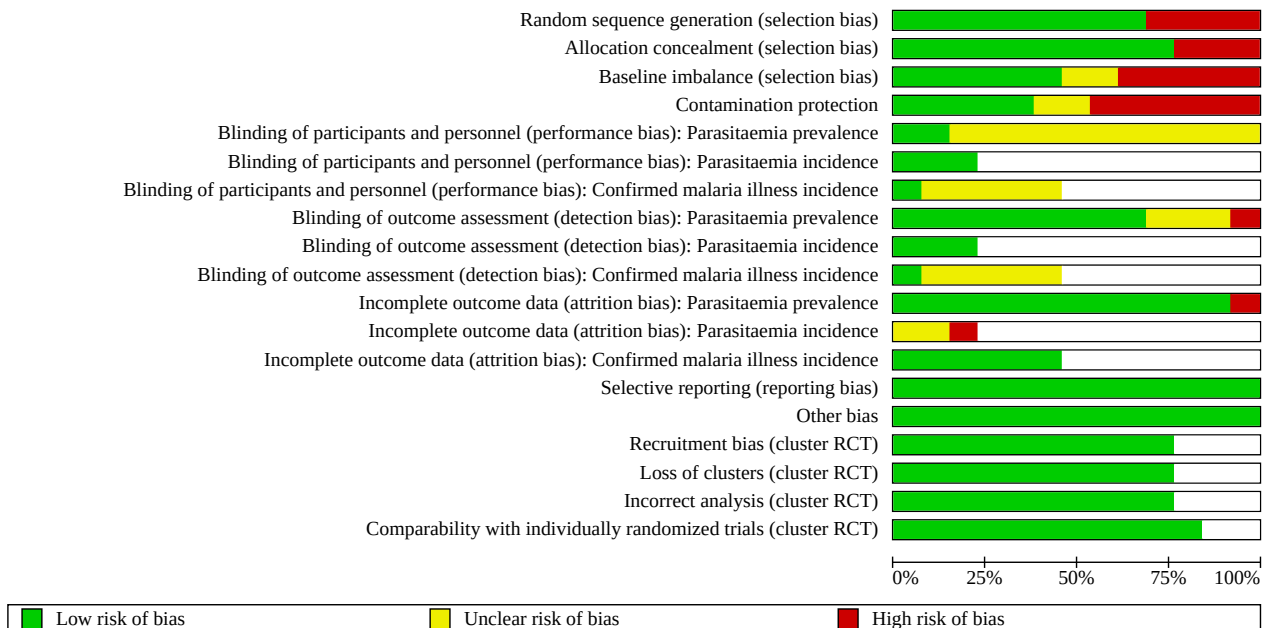 Random sequence generation (selection bias)
Allocation concealment (selection bias)
Baseline imbalance (selection bias)
Contamination protection
Blinding of participants and personnel (performance bias): Parasitaemia prevalence
Blinding of participants and personnel (performance bias): Parasitaemia incidence
Blinding of participants and personnel (performance bias): Confirmed malaria illness incidence
Blinding of outcome assessment (detection bias): Parasitaemia prevalence
Blinding of outcome assessment (detection bias): Parasitaemia incidence
Blinding of outcome assessment (detection bias): Confirmed malaria illness incidence
Incomplete outcome data (attrition bias): Parasitaemia prevalence
Incomplete outcome data (attrition bias): Parasitaemia incidence
Incomplete outcome data (attrition bias): Confirmed malaria illness incidence
Selective reporting (reporting bias)
Other bias
Recruitment bias (cluster RCT)
Loss of clusters (cluster RCT)
Incorrect analysis (cluster RCT)
Comparability with individually randomized trials (cluster RCT)
0% 25% 50% 75% 100%
Low risk of bias Unclear risk of bias High risk of bias